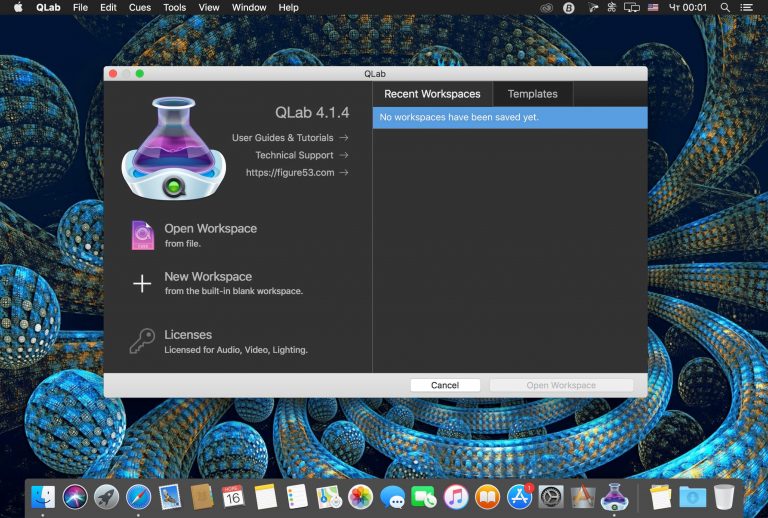 QLab File Edit Cues Tools View Window Help Чт 00:01
QLab
QLab 4.1.4
User Guides & Tutorials →
Technical Support →
https://figure53.com →
Open Workspace
from file.
New Workspace
from the built-in blank workspace.
Licenses
Licensed for Audio, Video, Lighting.
Recent Workspaces Templates
No workspaces have been saved yet.
Cancel Open Workspace
НОЯБ.
16
1